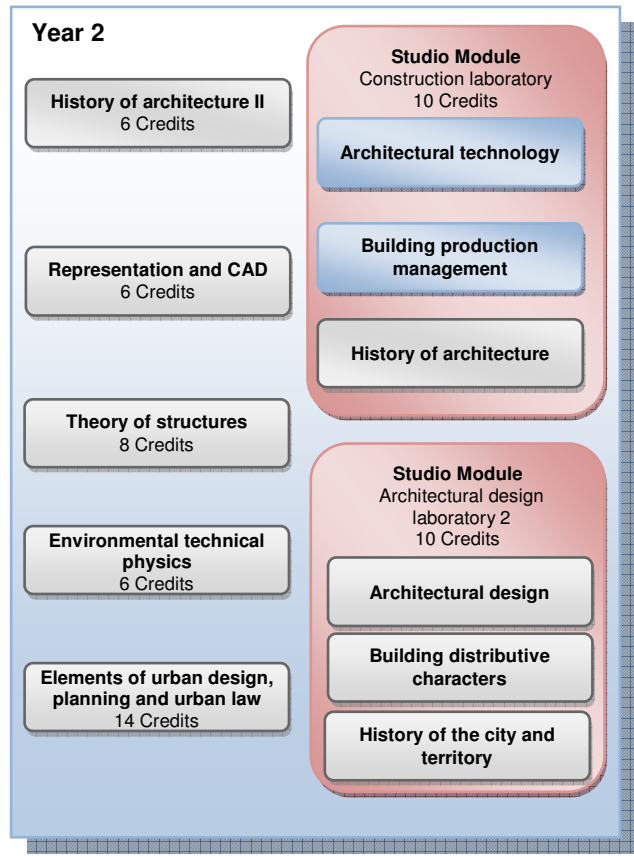 Year 2
History of architecture II
6 Credits
Representation and CAD
6 Credits
Theory of structures
8 Credits
Environmental technical
physics
6 Credits
Elements of urban design,
planning and urban law
14 Credits
Studio Module
Construction laboratory
10 Credits
Architectural technology
Building production
management
History of architecture
Studio Module
Architectural design
laboratory 2
10 Credits
Architectural design
Building distributive
characters
History of the city and
territory